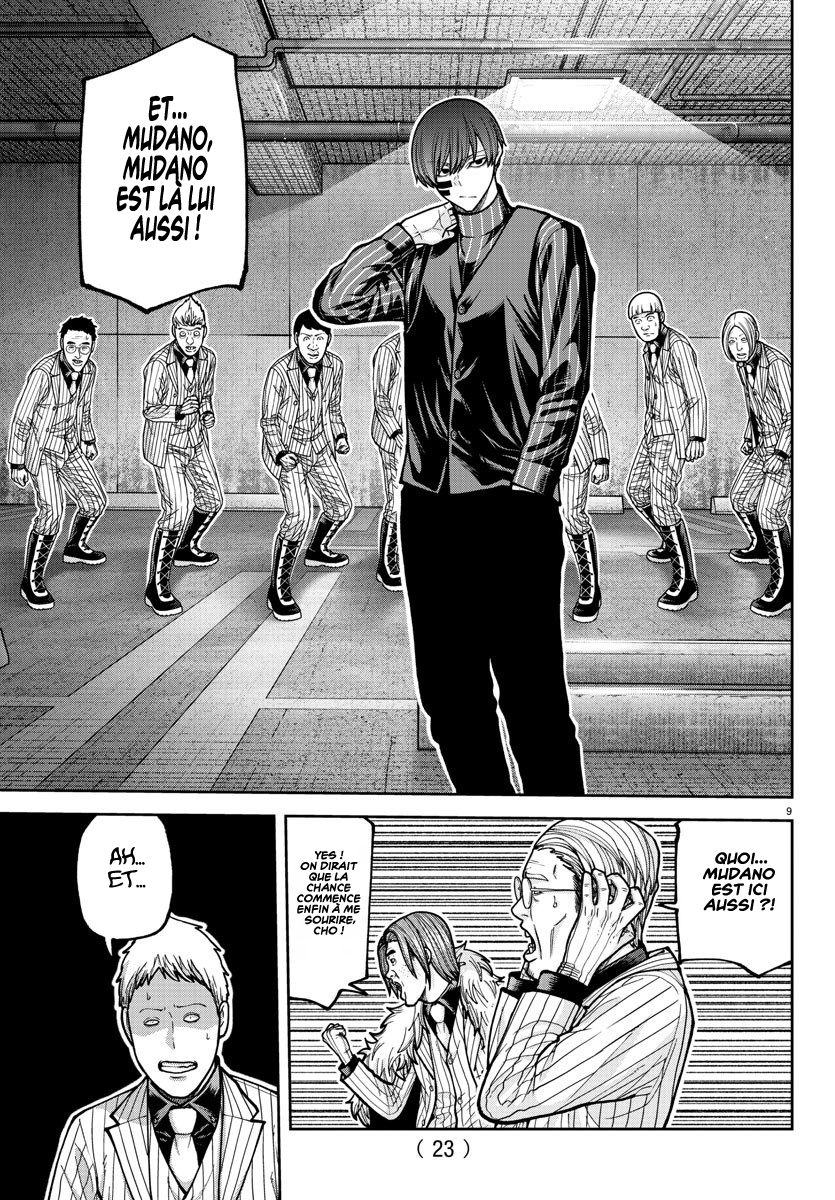 ET...
MUDANO,
MUDANO
EST LÀ LUI
AUSSI !
9
QUOI...
MUDANO
EST ICI
AUSSI ?!
YES !
ON DIRAIT
QUE LA
CHANCE
COMMENCE
ENFIN À ME
SOURIRE,
CHO !
AH...
ET...
( 23 )